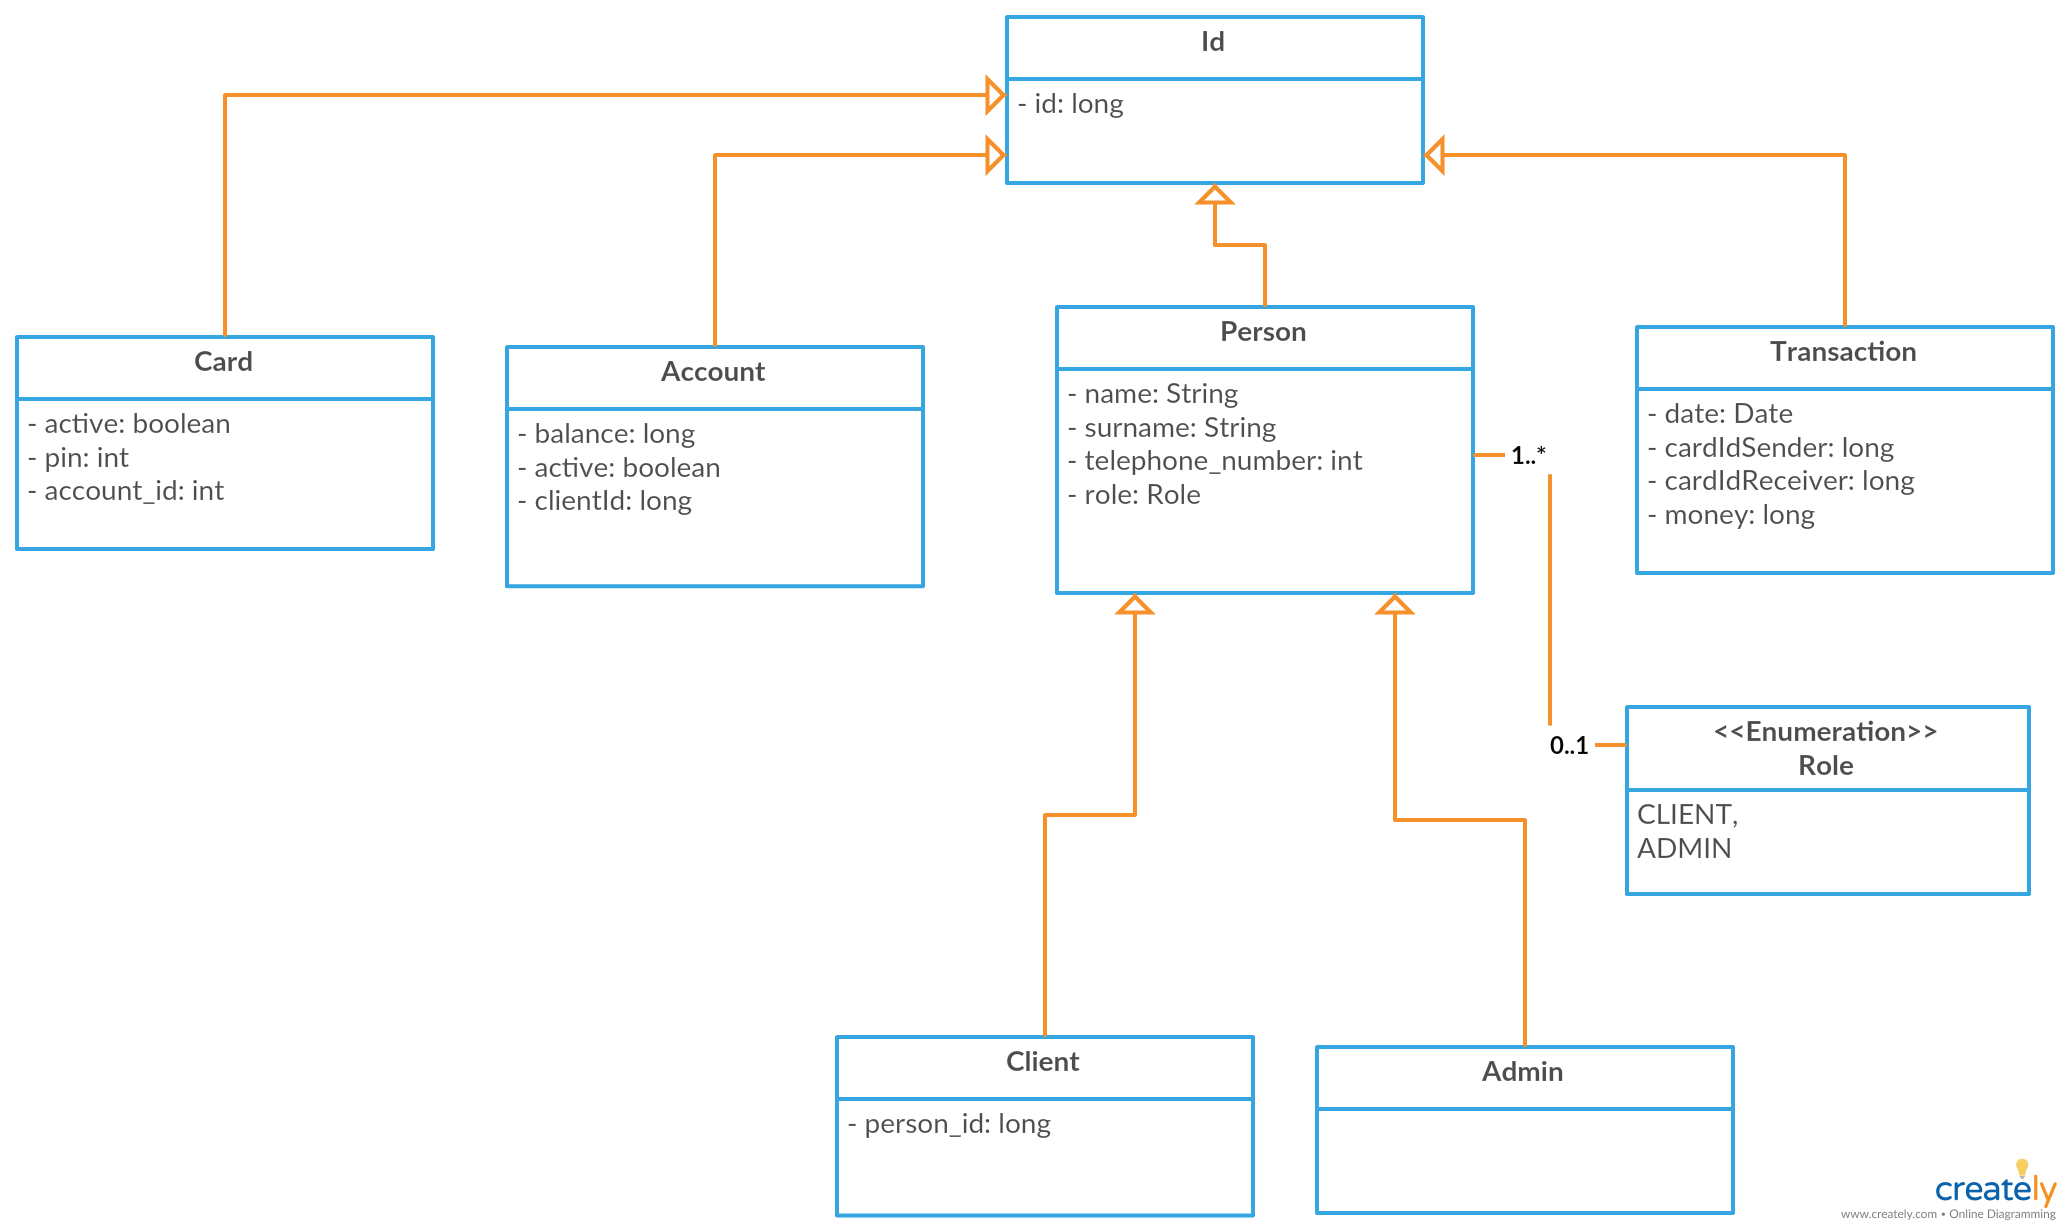 Id
- id: long
Card
- active: boolean
- pin: int
- account_id: int
Account
- balance: long
- active: boolean
- clientId: long
Person
- name: String
- surname: String
- telephone_number: int
- role: Role
1..*
Transaction
- date: Date
- cardIdSender: long
- cardIdReceiver: long
- money: long
0..1
<<Enumeration>>
Role
CLIENT,
ADMIN
Client
- person_id: long
Admin
creately
www.creately.com • Online Diagramming